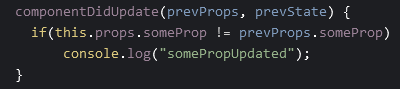 componentDidUpdate(prevProps, prevState) {
if(this.props.someProp != prevProps.someProp)
console.log("somePropUpdated");
}